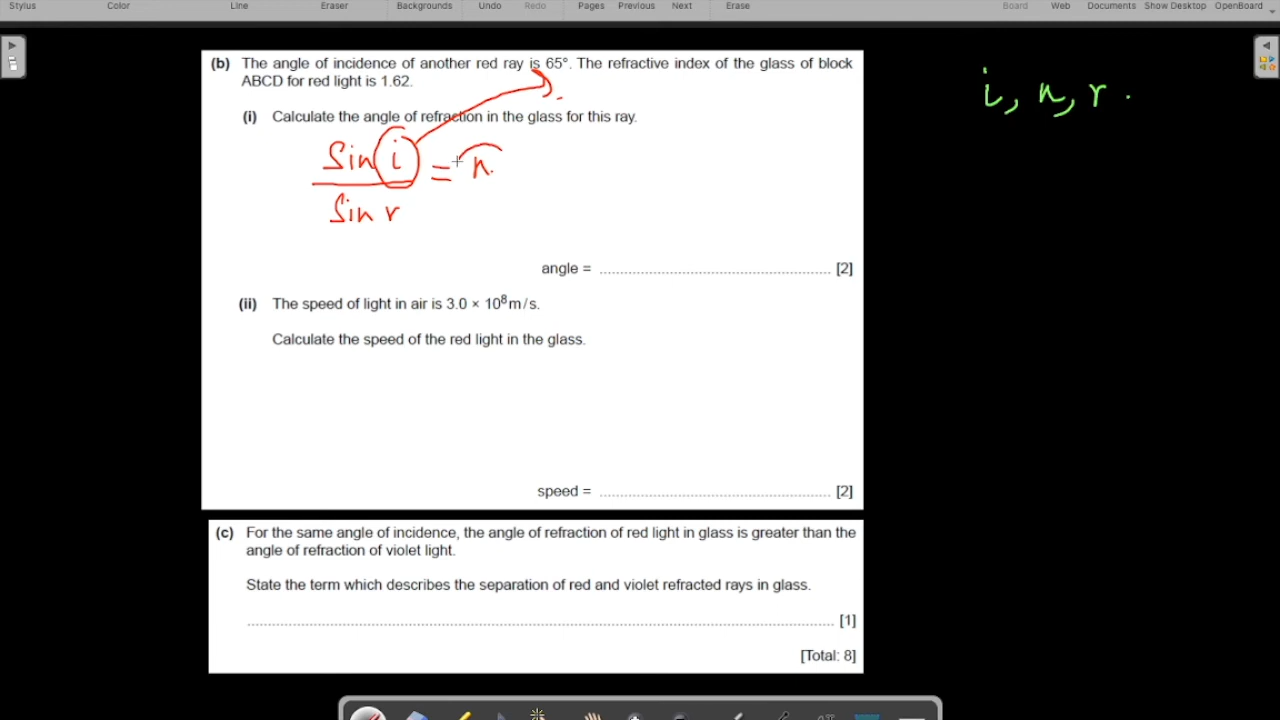 Stylus Color Line Eraser Backgrounds Undo Redo Pages Previous Next Erase Board Web Documents Show Desktop OpenBoard
(b) The angle of incidence of another red ray is 65°. The refractive index of the glass of block
ABCD for red light is 1.62.
i, n, r.
(i) Calculate the angle of refraction in the glass for this ray.
sin i
= n.
sin r
angle = ........................................................ [2]
(ii) The speed of light in air is 3.0 × 10⁸ m/s.
Calculate the speed of the red light in the glass.
speed = ........................................................ [2]
(c) For the same angle of incidence, the angle of refraction of red light in glass is greater than the
angle of refraction of violet light.
State the term which describes the separation of red and violet refracted rays in glass.
........................................................ [1]
[Total: 8]